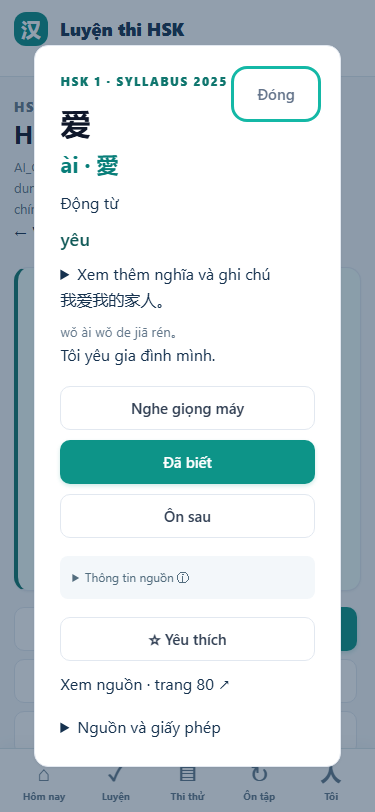 汉 Luyện thi HSK
HSK 1 · SYLLABUS 2025
Đóng
爱
ài · 愛
Động từ
yêu
▶ Xem thêm nghĩa và ghi chú
我爱我的家人。
wǒ ài wǒ de jiā rén。
Tôi yêu gia đình mình.
Nghe giọng máy
Đã biết
Ôn sau
▶ Thông tin nguồn ⓘ
☆ Yêu thích
Xem nguồn · trang 80 ↗
▶ Nguồn và giấy phép
Hôm nay
Luyện
Thi thử
Ôn tập
Tôi